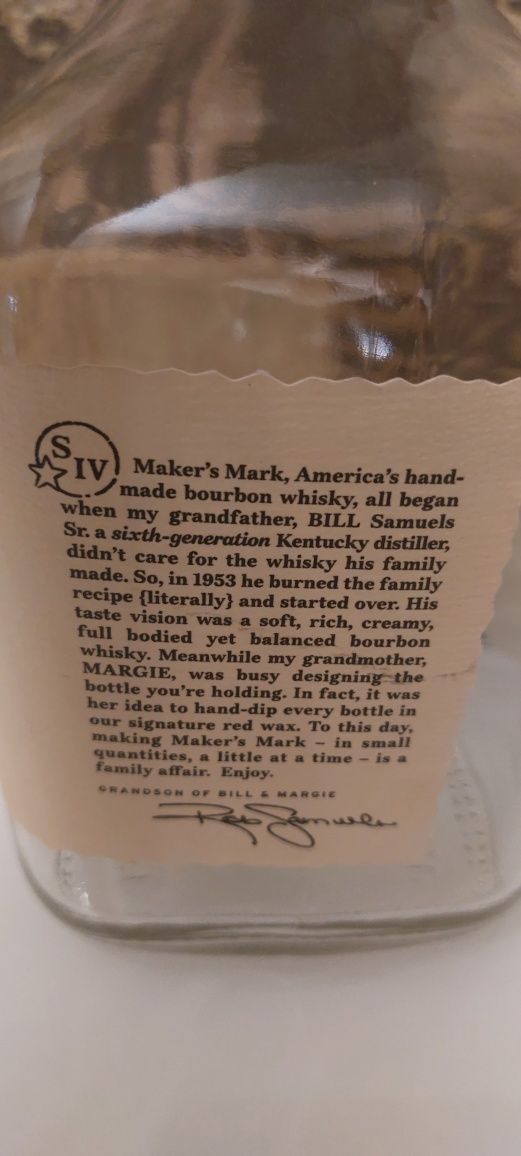 S
IV
Maker's Mark, America's hand-
made bourbon whisky, all began
when my grandfather, BILL Samuels
Sr. a sixth-generation Kentucky distiller,
didn't care for the whisky his family
made. So, in 1953 he burned the family
recipe {literally} and started over. His
taste vision was a soft, rich, creamy,
full bodied yet balanced bourbon
whisky. Meanwhile my grandmother,
MARGIE, was busy designing the
bottle you're holding. In fact, it was
her idea to hand-dip every bottle in
our signature red wax. To this day,
making Maker's Mark – in small
quantities, a little at a time – is a
family affair. Enjoy.
GRANDSON OF BILL & MARGIE
Rob Samuels